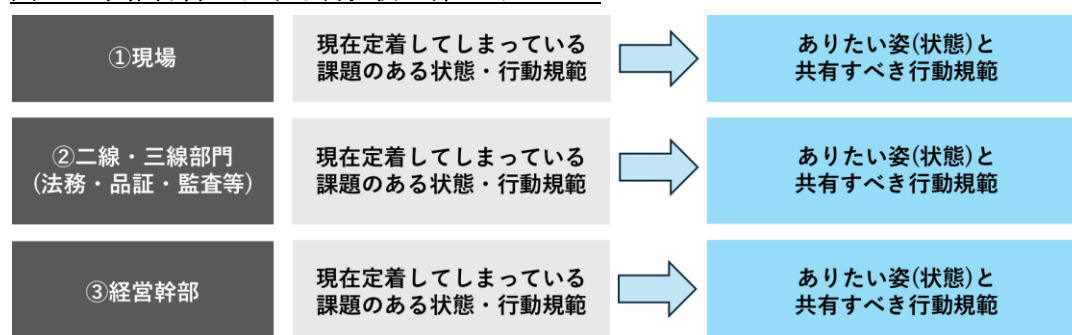 ①現場
現在定着してしまっている
課題のある状態・行動規範
ありたい姿(状態)と
共有すべき行動規範
②二線・三線部門
(法務・品証・監査等)
現在定着してしまっている
課題のある状態・行動規範
ありたい姿(状態)と
共有すべき行動規範
③経営幹部
現在定着してしまっている
課題のある状態・行動規範
ありたい姿(状態)と
共有すべき行動規範